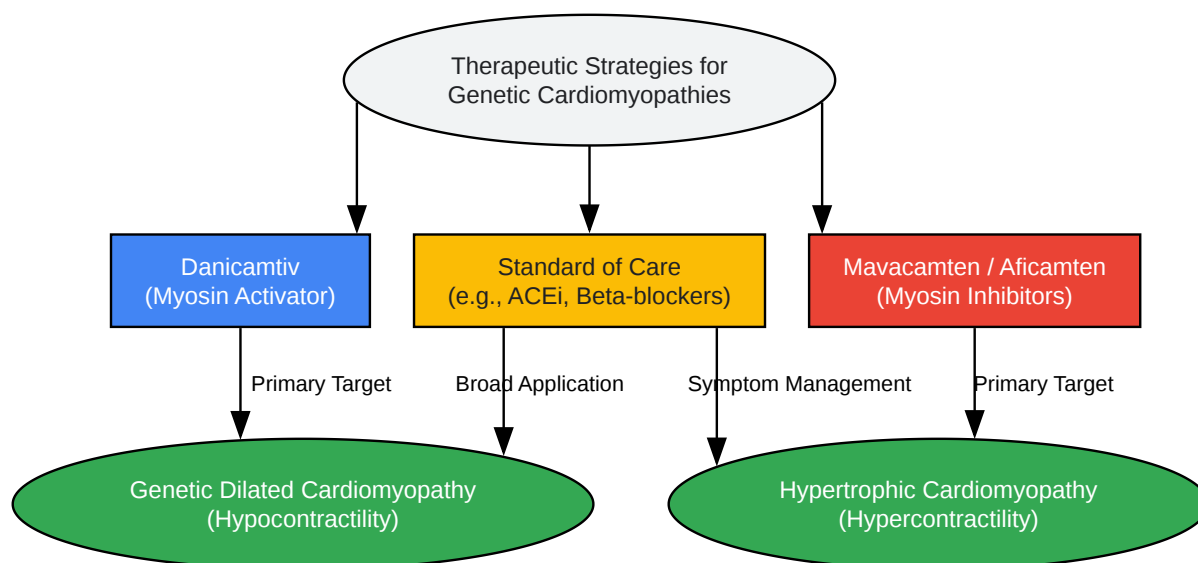 Therapeutic Strategies for
Genetic Cardiomyopathies
Danicamtiv
(Myosin Activator)
Standard of Care
(e.g., ACEi, Beta-blockers)
Mavacamten / Aficamten
(Myosin Inhibitors)
Primary Target
Broad Application
Symptom Management
Primary Target
Genetic Dilated Cardiomyopathy
(Hypocontractility)
Hypertrophic Cardiomyopathy
(Hypercontractility)